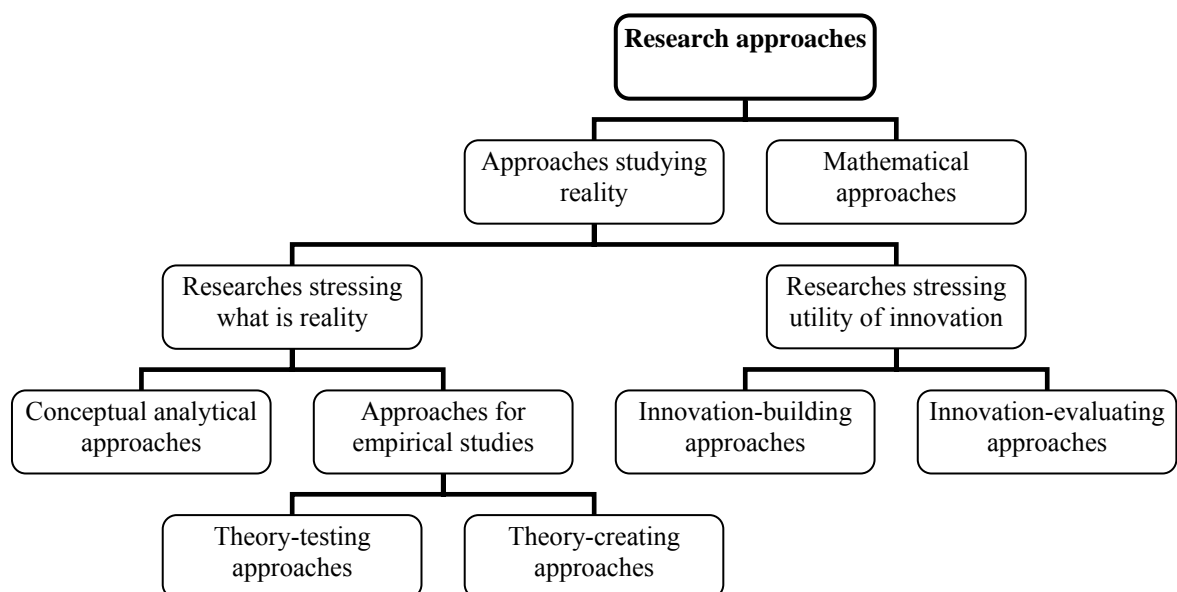 Research approaches
Approaches studying
reality
Mathematical
approaches
Researches stressing
what is reality
Researches stressing
utility of innovation
Conceptual analytical
approaches
Approaches for
empirical studies
Innovation-building
approaches
Innovation-evaluating
approaches
Theory-testing
approaches
Theory-creating
approaches